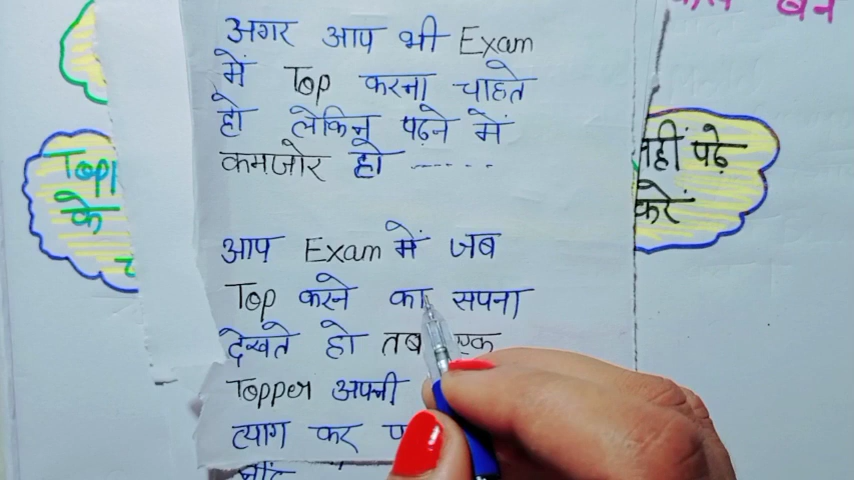 अगर आप भी Exam
में Top करना चाहते
हो लेकिन पढ़ने में
कमजोर हो -------
आप Exam में जब
Top करने का सपना
देखते हो तब एक
Topper अपनी
त्याग कर
के
नहीं पढ़े
करें
बन